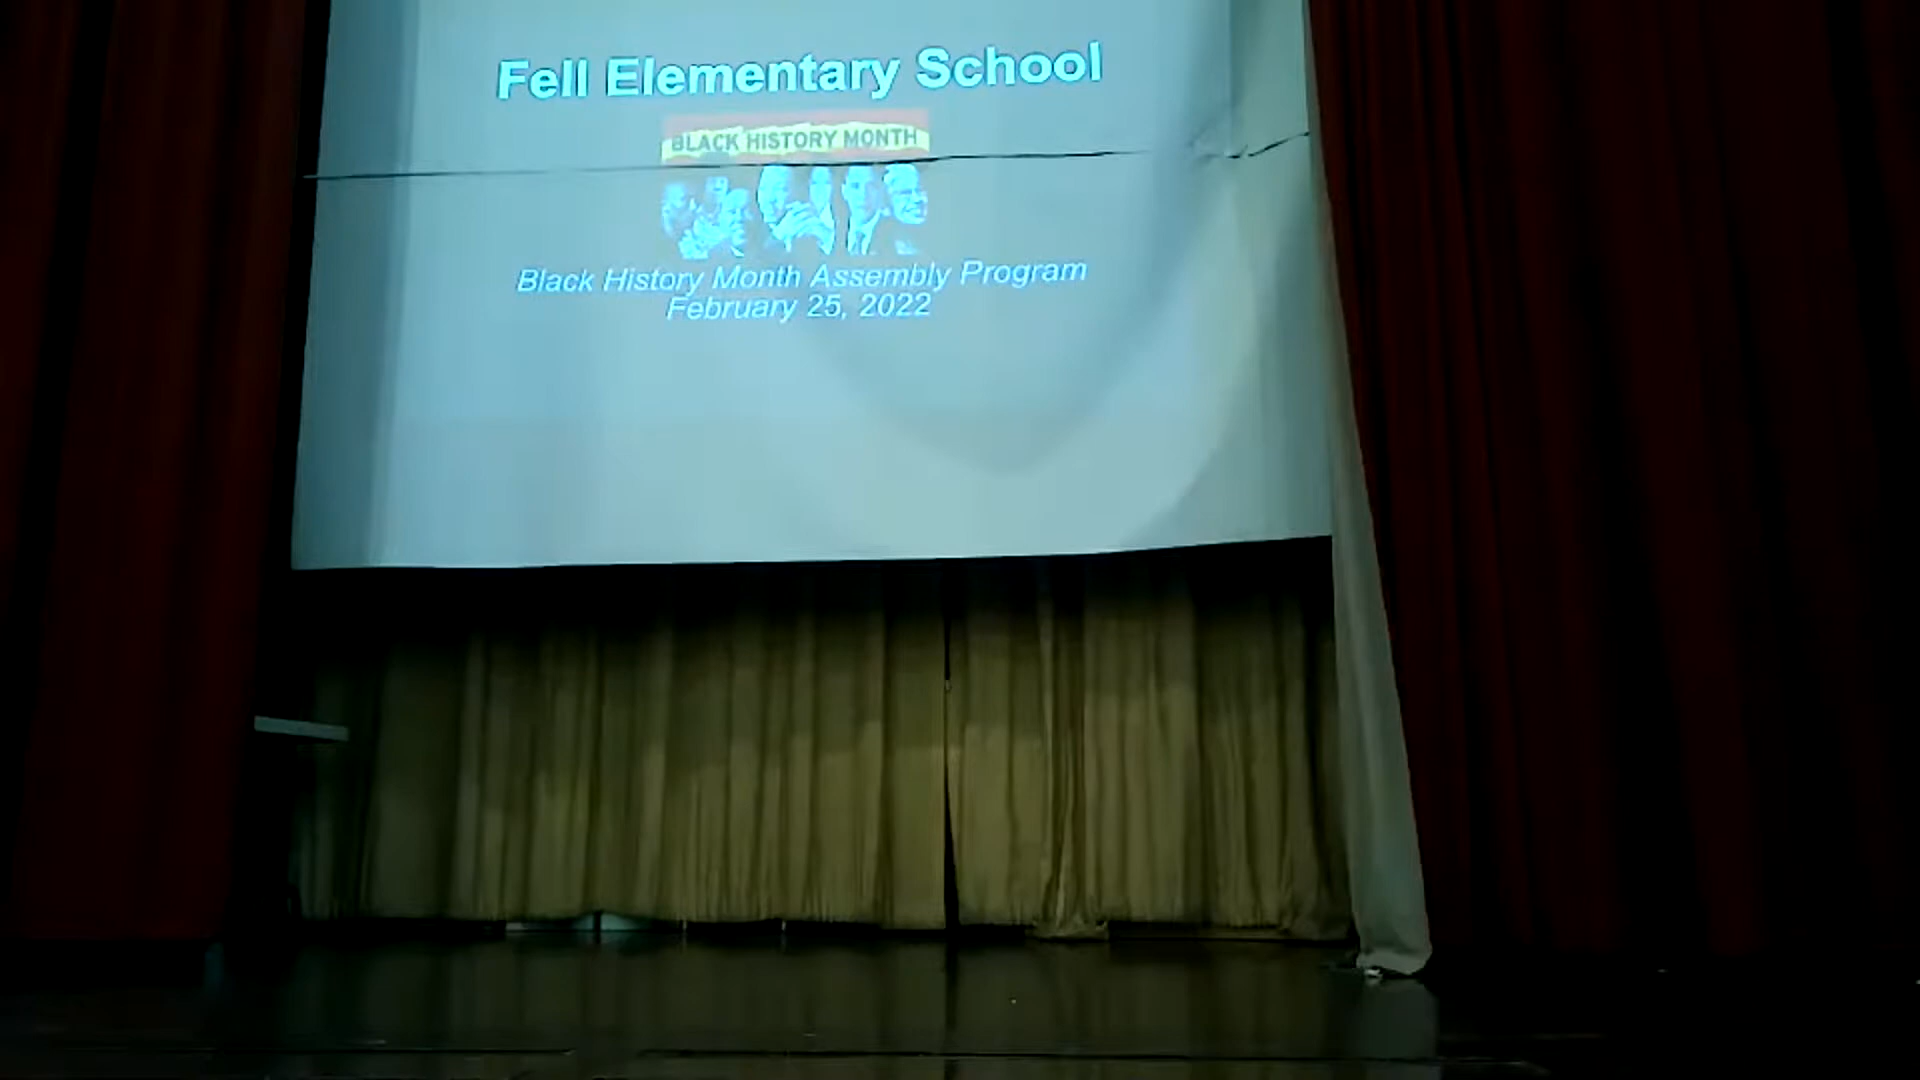 Fell Elementary School
BLACK HISTORY MONTH
Black History Month Assembly Program
February 25, 2022